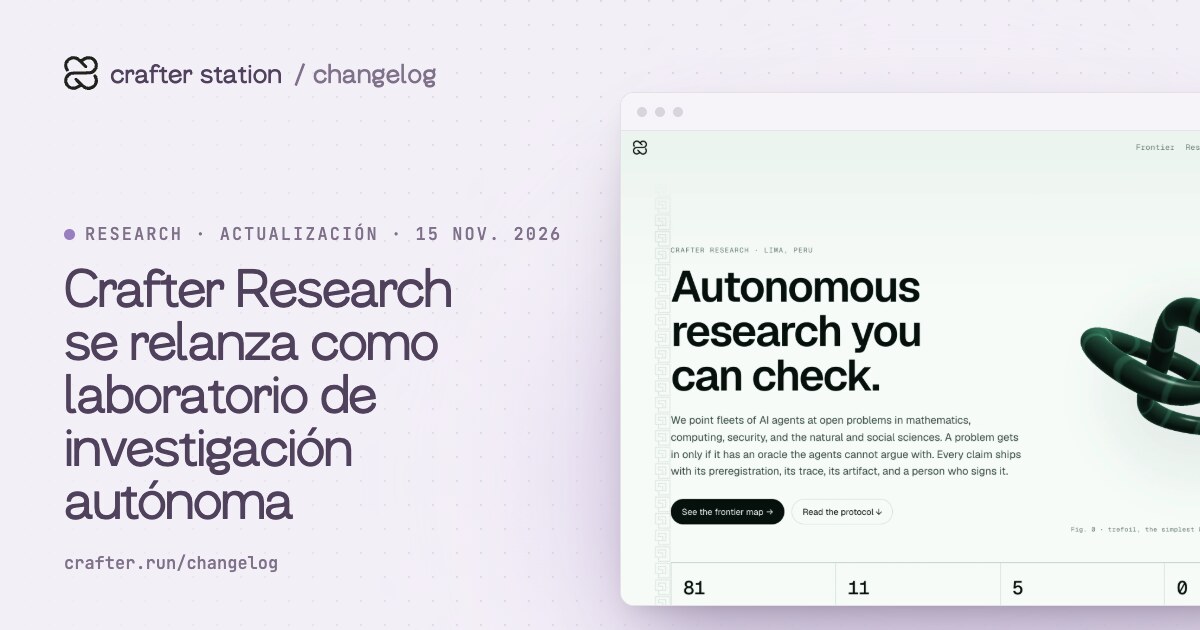 crafter station / changelog
RESEARCH · ACTUALIZACIÓN · 15 NOV. 2026
Crafter Research
se relanza como
laboratorio de
investigación
autónoma
crafter.run/changelog
Frontier
CRAFTER RESEARCH · LIMA, PERU
Autonomous
research you
can check.
We point fleets of AI agents at open problems in mathematics,
computing, security, and the natural and social sciences. A problem gets
in only if it has an oracle the agents cannot argue with. Every claim ships
with its preregistration, its trace, its artifact, and a person who signs it.
See the frontier map → Read the protocol ↓
Fig. 0 · trefoil, the simplest
81 11 5 0